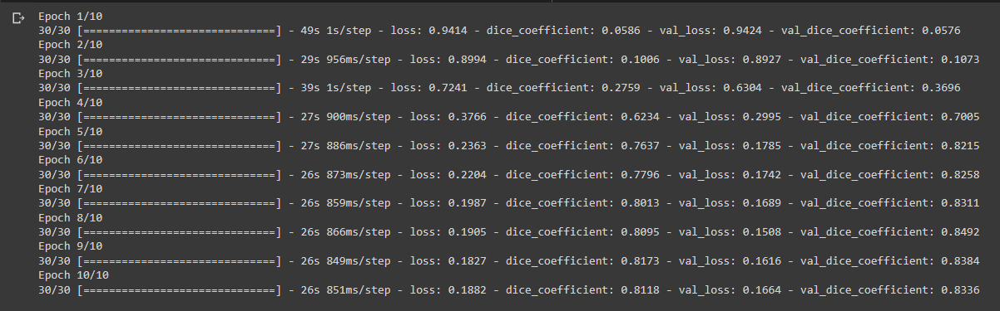 Epoch 1/10
30/30 [==============================] - 49s 1s/step - loss: 0.9414 - dice_coefficient: 0.0586 - val_loss: 0.9424 - val_dice_coefficient: 0.0576
Epoch 2/10
30/30 [==============================] - 29s 956ms/step - loss: 0.8994 - dice_coefficient: 0.1006 - val_loss: 0.8927 - val_dice_coefficient: 0.1073
Epoch 3/10
30/30 [==============================] - 39s 1s/step - loss: 0.7241 - dice_coefficient: 0.2759 - val_loss: 0.6304 - val_dice_coefficient: 0.3696
Epoch 4/10
30/30 [==============================] - 27s 900ms/step - loss: 0.3766 - dice_coefficient: 0.6234 - val_loss: 0.2995 - val_dice_coefficient: 0.7005
Epoch 5/10
30/30 [==============================] - 27s 886ms/step - loss: 0.2363 - dice_coefficient: 0.7637 - val_loss: 0.1785 - val_dice_coefficient: 0.8215
Epoch 6/10
30/30 [==============================] - 26s 873ms/step - loss: 0.2204 - dice_coefficient: 0.7796 - val_loss: 0.1742 - val_dice_coefficient: 0.8258
Epoch 7/10
30/30 [==============================] - 26s 859ms/step - loss: 0.1987 - dice_coefficient: 0.8013 - val_loss: 0.1689 - val_dice_coefficient: 0.8311
Epoch 8/10
30/30 [==============================] - 26s 866ms/step - loss: 0.1905 - dice_coefficient: 0.8095 - val_loss: 0.1508 - val_dice_coefficient: 0.8492
Epoch 9/10
30/30 [==============================] - 26s 849ms/step - loss: 0.1827 - dice_coefficient: 0.8173 - val_loss: 0.1616 - val_dice_coefficient: 0.8384
Epoch 10/10
30/30 [==============================] - 26s 851ms/step - loss: 0.1882 - dice_coefficient: 0.8118 - val_loss: 0.1664 - val_dice_coefficient: 0.8336